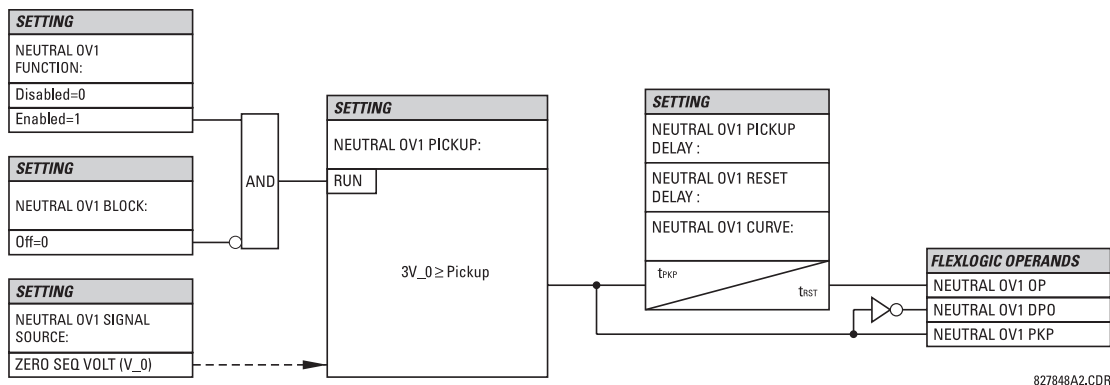 SETTING
NEUTRAL OV1
FUNCTION:
Disabled=0
Enabled=1
SETTING
NEUTRAL OV1 BLOCK:
Off=0
SETTING
NEUTRAL OV1 SIGNAL
SOURCE:
ZERO SEQ VOLT (V_0)
AND
SETTING
NEUTRAL OV1 PICKUP:
RUN
3V_0 ≥ Pickup
SETTING
NEUTRAL OV1 PICKUP
DELAY :
NEUTRAL OV1 RESET
DELAY :
NEUTRAL OV1 CURVE:
tPKP
tRST
FLEXLOGIC OPERANDS
NEUTRAL OV1 OP
NEUTRAL OV1 DPO
NEUTRAL OV1 PKP
827848A2.CDR